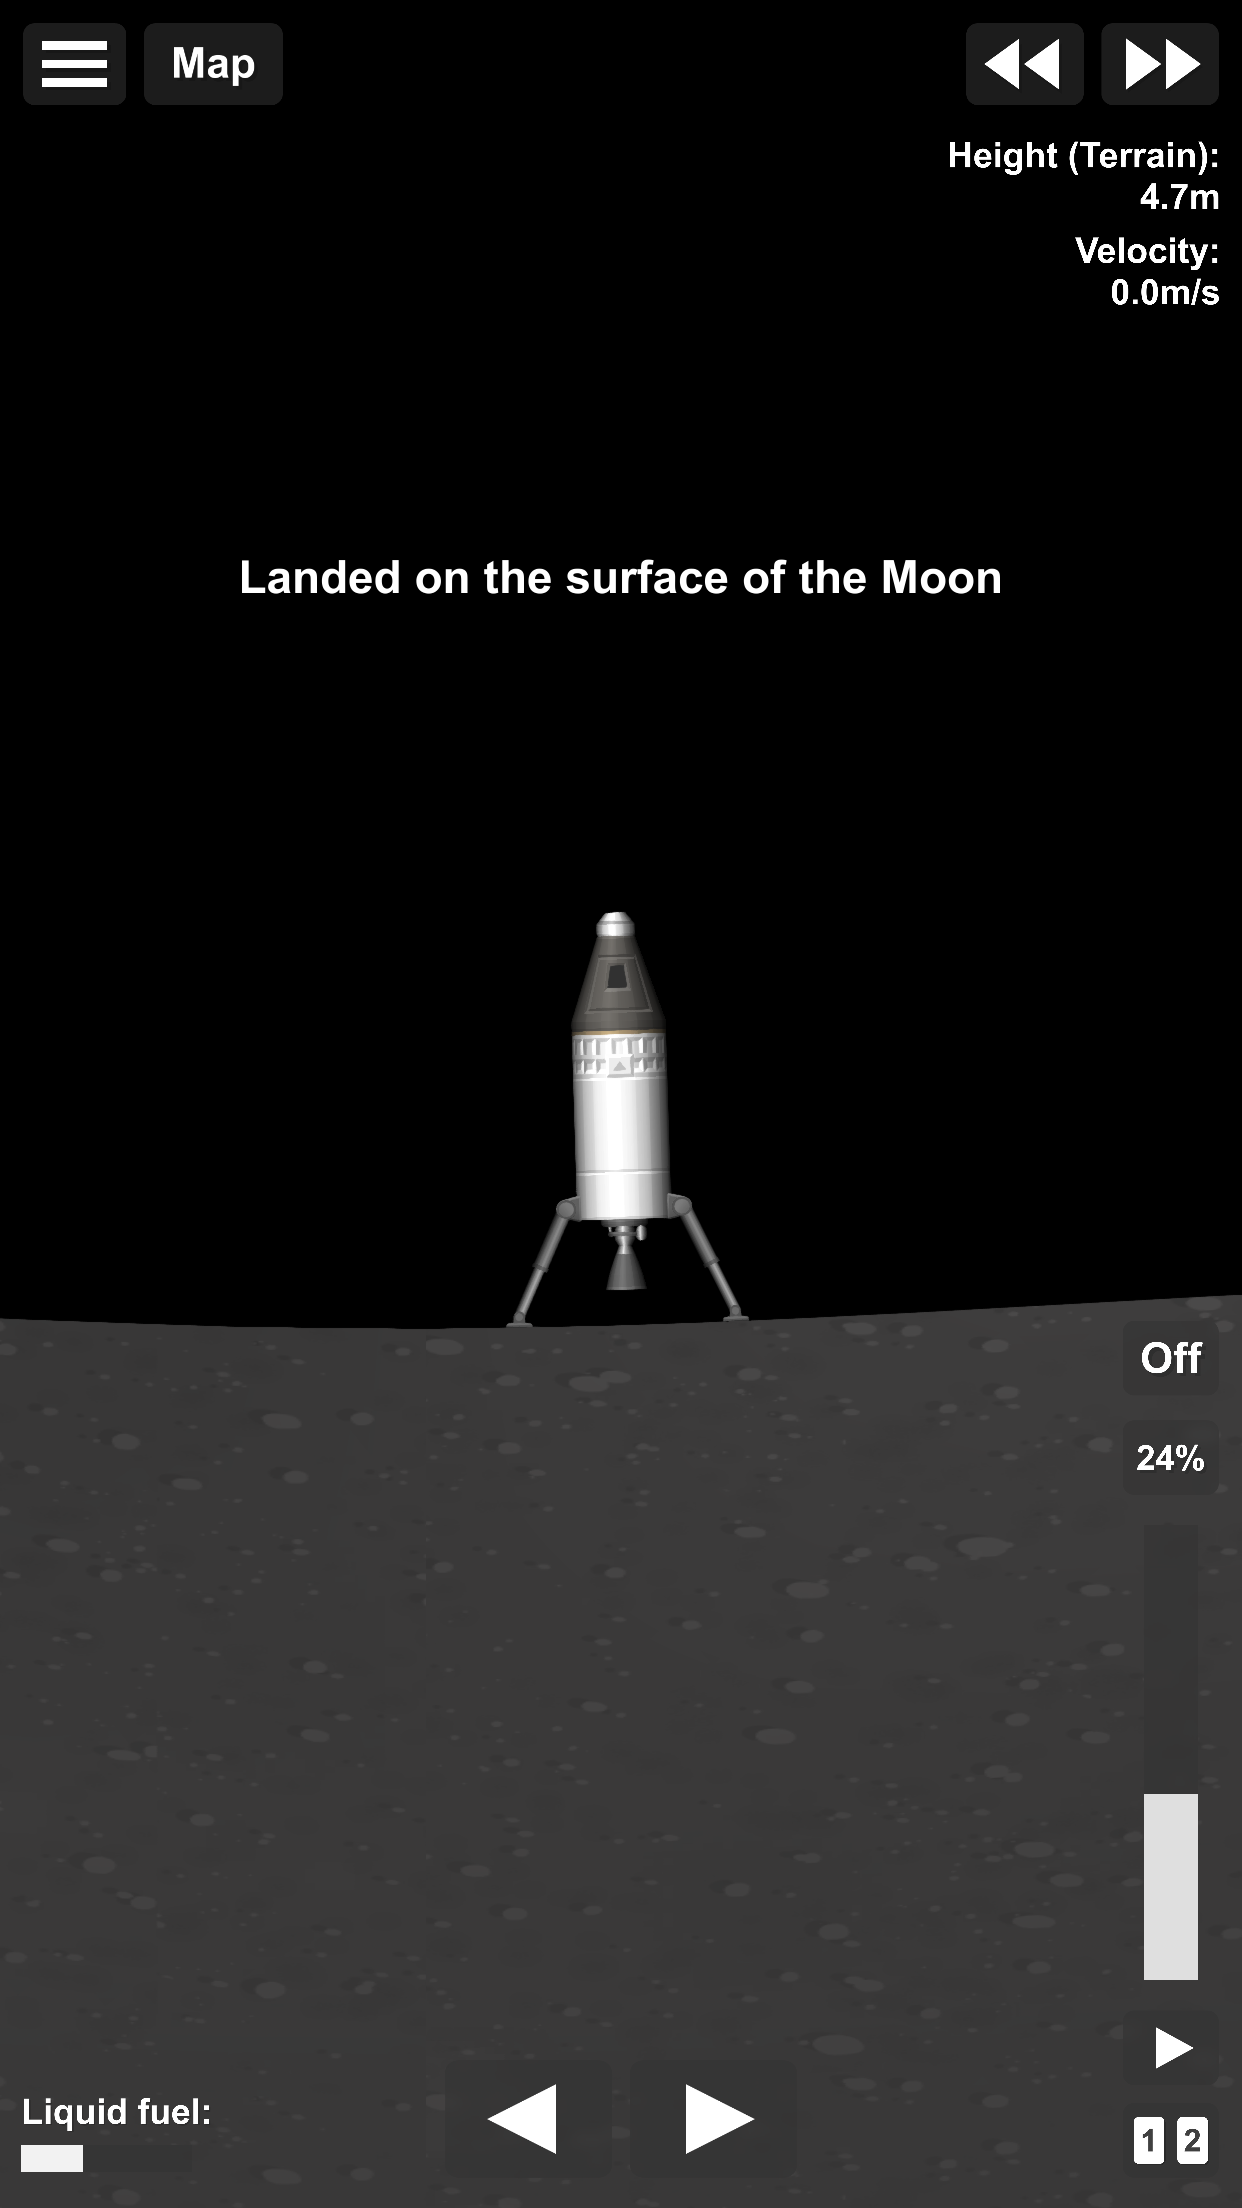 Map
Height (Terrain):
4.7m
Velocity:
0.0m/s
Landed on the surface of the Moon
Off
24%
Liquid fuel:
1 2